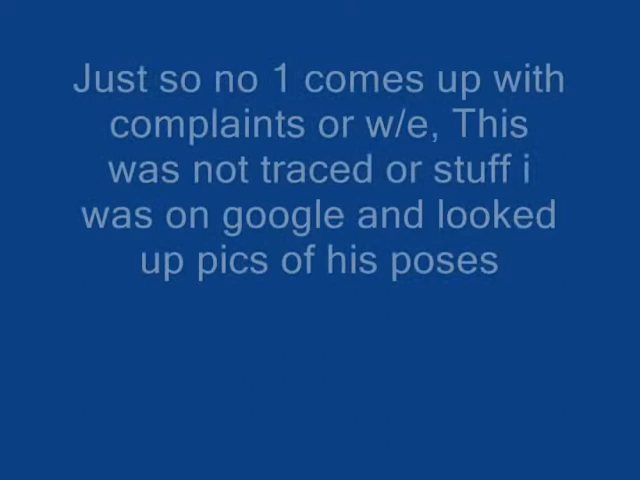 Just so no 1 comes up with
complaints or w/e, This
was not traced or stuff i
was on google and looked
up pics of his poses